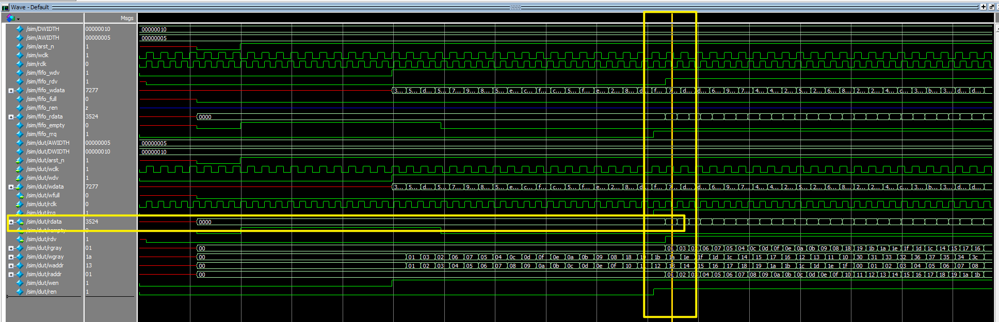 Wave - Default
Msgs
/sim/DWIDTH 00000010 00000010
/sim/AWIDTH 00000005 00000005
/sim/arst_n 1
/sim/wclk 1
/sim/rclk 0
/sim/fifo_wdv 1
/sim/fifo_rdv 1
/sim/fifo_wdata 7277 3... 5... d... 5... 7... 9... 8... 5... e... c... f... c... 5... f... e... 2... 8... d... f... 7... d... d... 6... 9... 7... 4... 4... 2... 5... 2... 6... 8... 2... 2... 4... c... 3... b... 3... d... d...
/sim/fifo_full 0
/sim/fifo_ren z
/sim/fifo_rdata 3524 0000
/sim/fifo_empty 0
/sim/fifo_rrq 1
/sim/dut/AWIDTH 00000005 00000005
/sim/dut/DWIDTH 00000010 00000010
/sim/dut/arst_n 1
/sim/dut/wclk 1
/sim/dut/wdv 1
/sim/dut/wdata 7277 3... 5... d... 5... 7... 9... 8... 5... e... c... f... c... 5... f... e... 2... 8... d... f... 7... d... d... 6... 9... 7... 4... 4... 2... 5... 2... 6... 8... 2... 2... 4... c... 3... b... 3... d... d...
/sim/dut/wfull 0
/sim/dut/rclk 0
/sim/dut/rrq 1
/sim/dut/rdata 3524 0000
/sim/dut/rempty 0
/sim/dut/rdv 1
/sim/dut/rgray 01 00 01 03 02 06 07 05 04 0c 0d 0f 0e 0a 0b 09 08 18 19 1b 1a 1e 1f 1d 1c 14 15 17 16
/sim/dut/wgray 1a 00 01 03 02 06 07 05 04 0c 0d 0f 0e 0a 0b 09 08 18 19 1b 1a 1e 1f 1d 1c 14 15 17 16 12 13 11 10 30 31 33 32 36 37 35 34 3c
/sim/dut/waddr 13 00 01 02 03 04 05 06 07 08 09 0a 0b 0c 0d 0e 0f 10 11 12 13 14 15 16 17 18 19 1a 1b 1c 1d 1e 1f 00 01 02 03 04 05 06 07 08
/sim/dut/raddr 01 00 01 02 03 04 05 06 07 08 09 0a 0b 0c 0d 0e 0f 10 11 12 13 14 15 16 17 18 19 1a 1b
/sim/dut/wen 1
/sim/dut/ren 1